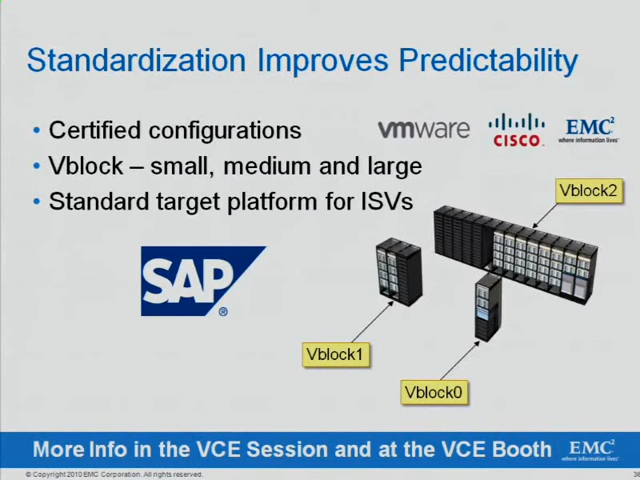 Standardization Improves Predictability
• Certified configurations
• Vblock – small, medium and large
• Standard target platform for ISVs
vmware
CISCO
EMC²
where information lives®
SAP®
Vblock2
Vblock1
Vblock0
More Info in the VCE Session and at the VCE Booth
EMC²
where information lives®
© Copyright 2010 EMC Corporation. All rights reserved.